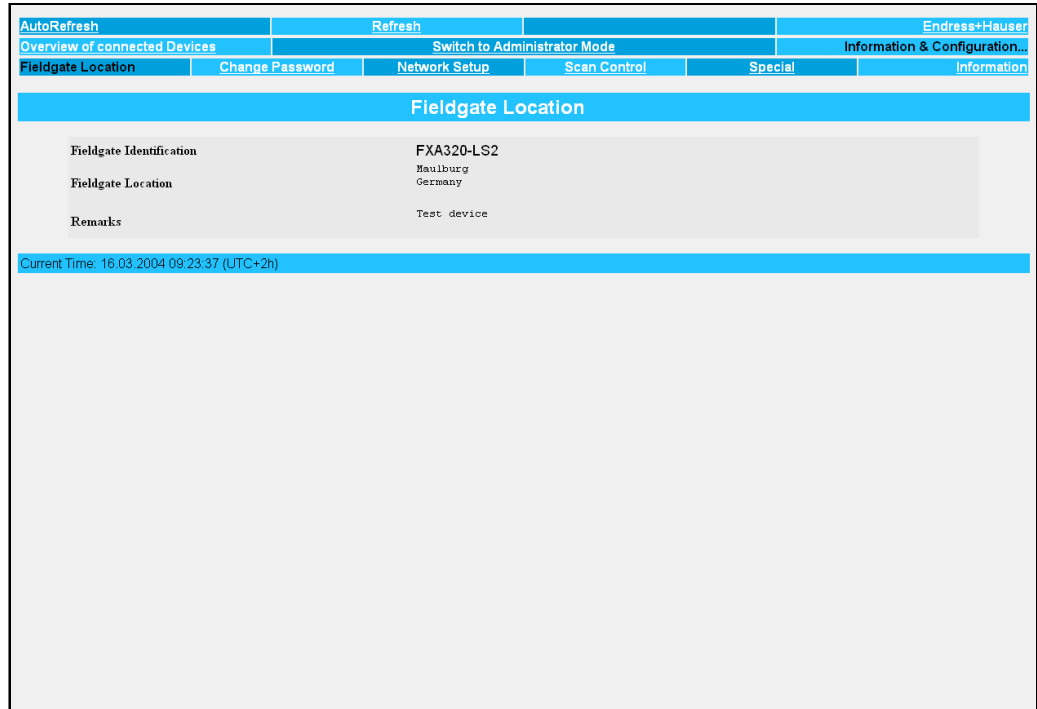 AutoRefresh Refresh Endress+Hauser
Overview of connected Devices Switch to Administrator Mode Information & Configuration...
Fieldgate Location Change Password Network Setup Scan Control Special Information
Fieldgate Location
Fieldgate Identification FXA320-LS2
Maulburg
Fieldgate Location Germany
Remarks Test device
Current Time: 16.03.2004 09:23:37 (UTC+2h)